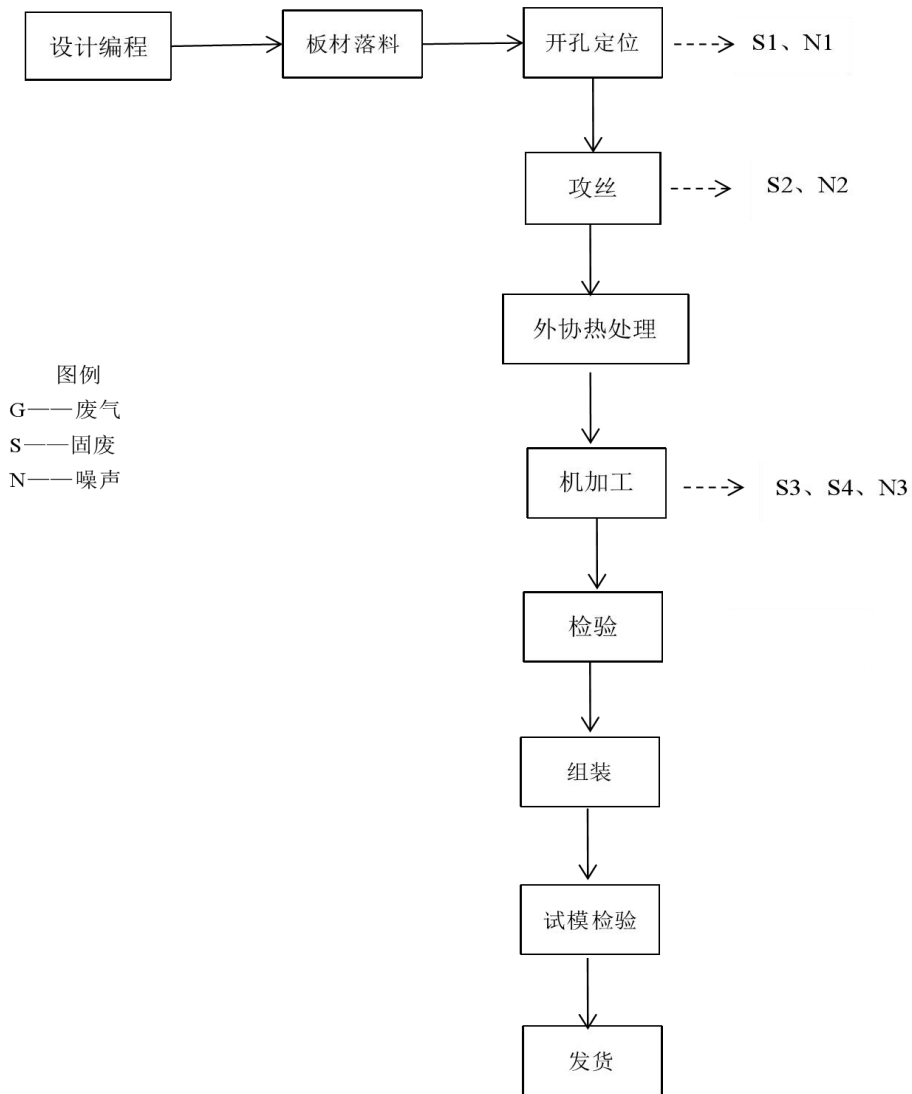 设计编程
板材落料
开孔定位
S1、N1
攻丝
S2、N2
外协热处理
图例
G——废气
S——固废
N——噪声
机加工
S3、S4、N3
检验
组装
试模检验
发货